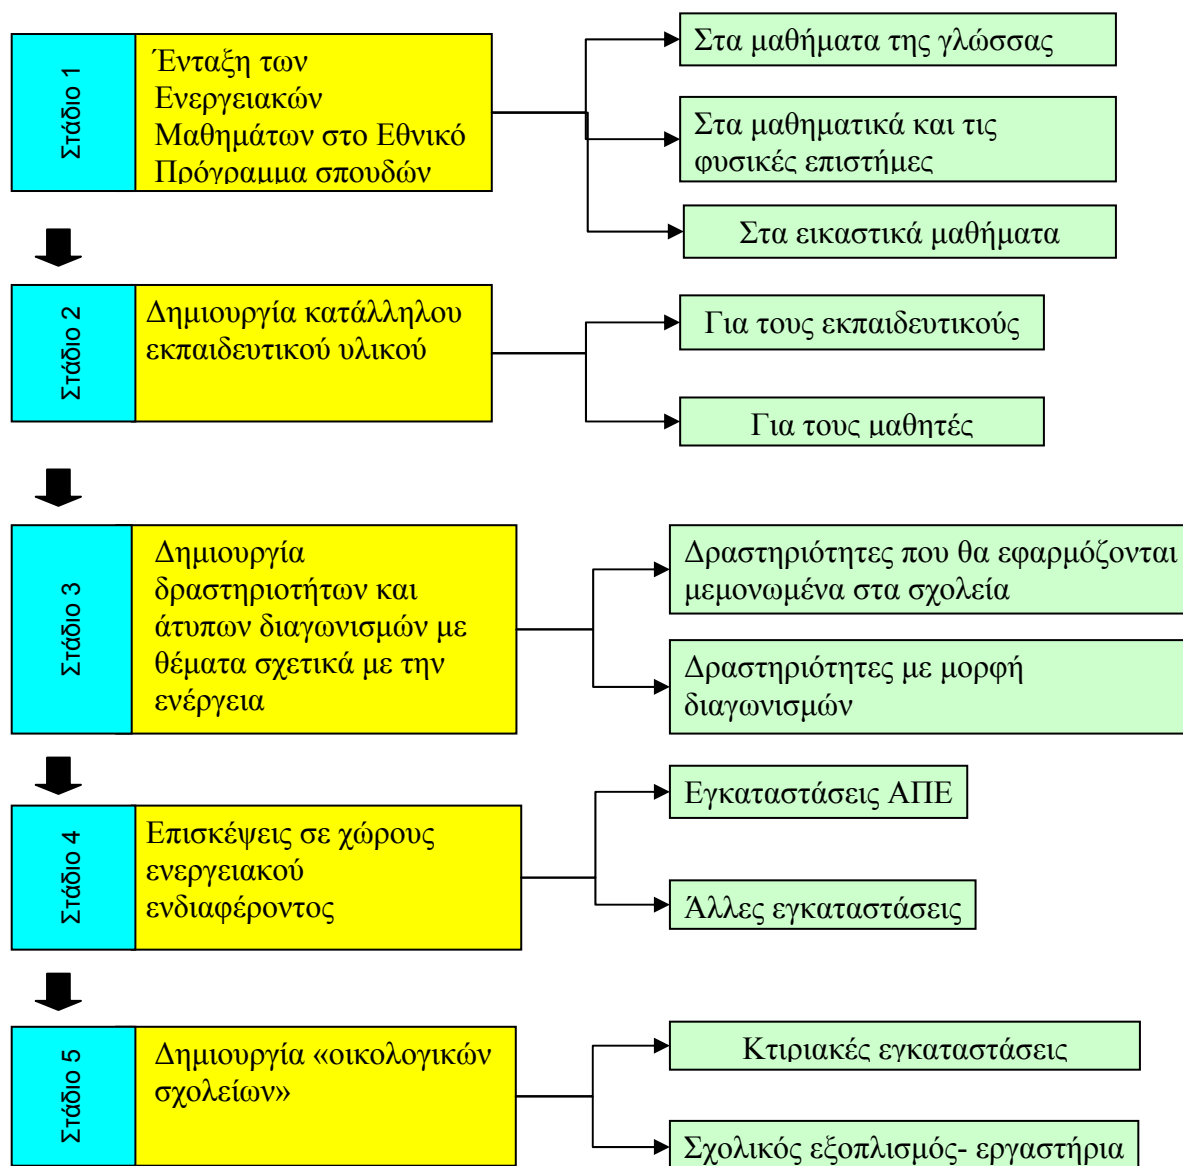 Στάδιο 1
Ένταξη των
Ενεργειακών
Μαθημάτων στο Εθνικό
Πρόγραμμα σπουδών
Στα μαθήματα της γλώσσας
Στα μαθηματικά και τις
φυσικές επιστήμες
Στα εικαστικά μαθήματα
Στάδιο 2
Δημιουργία κατάλληλου
εκπαιδευτικού υλικού
Για τους εκπαιδευτικούς
Για τους μαθητές
Στάδιο 3
Δημιουργία
δραστηριοτήτων και
άτυπων διαγωνισμών με
θέματα σχετικά με την
ενέργεια
Δραστηριότητες που θα εφαρμόζονται
μεμονωμένα στα σχολεία
Δραστηριότητες με μορφή
διαγωνισμών
Στάδιο 4
Επισκέψεις σε χώρους
ενεργειακού
ενδιαφέροντος
Εγκαταστάσεις ΑΠΕ
Άλλες εγκαταστάσεις
Στάδιο 5
Δημιουργία «οικολογικών
σχολείων»
Κτιριακές εγκαταστάσεις
Σχολικός εξοπλισμός- εργαστήρια